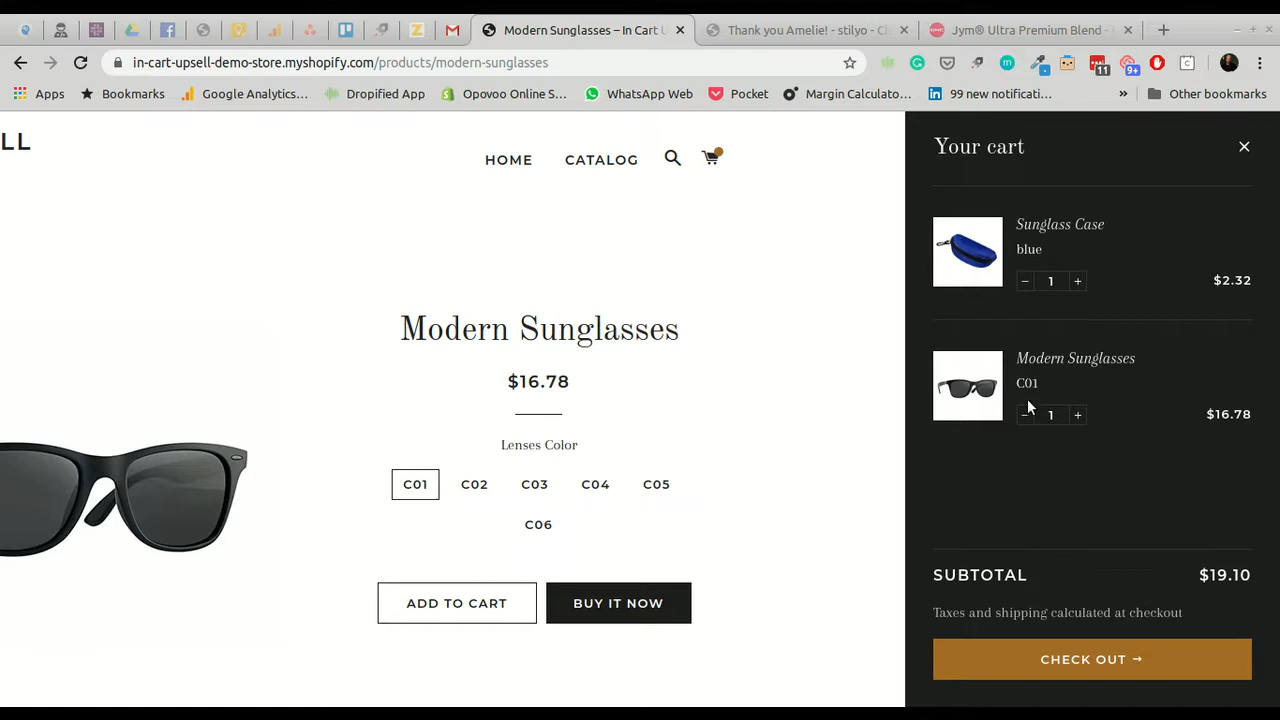 Modern Sunglasses – In Cart U
Thank you Amelie! - stilyo - Ch
Jym® Ultra Premium Blend -
in-cart-upsell-demo-store.myshopify.com/products/modern-sunglasses
11
9+
Apps
Bookmarks
Google Analytics...
Dropified App
Opovoo Online S...
WhatsApp Web
Pocket
Margin Calculato...
99 new notificati...
»
Other bookmarks
LL
HOME
CATALOG
Modern Sunglasses
$16.78
Lenses Color
C01 C02 C03 C04 C05
C06
ADD TO CART
BUY IT NOW
Your cart
Sunglass Case
blue
− 1 + $2.32
Modern Sunglasses
C01
− 1 + $16.78
SUBTOTAL $19.10
Taxes and shipping calculated at checkout
CHECK OUT →